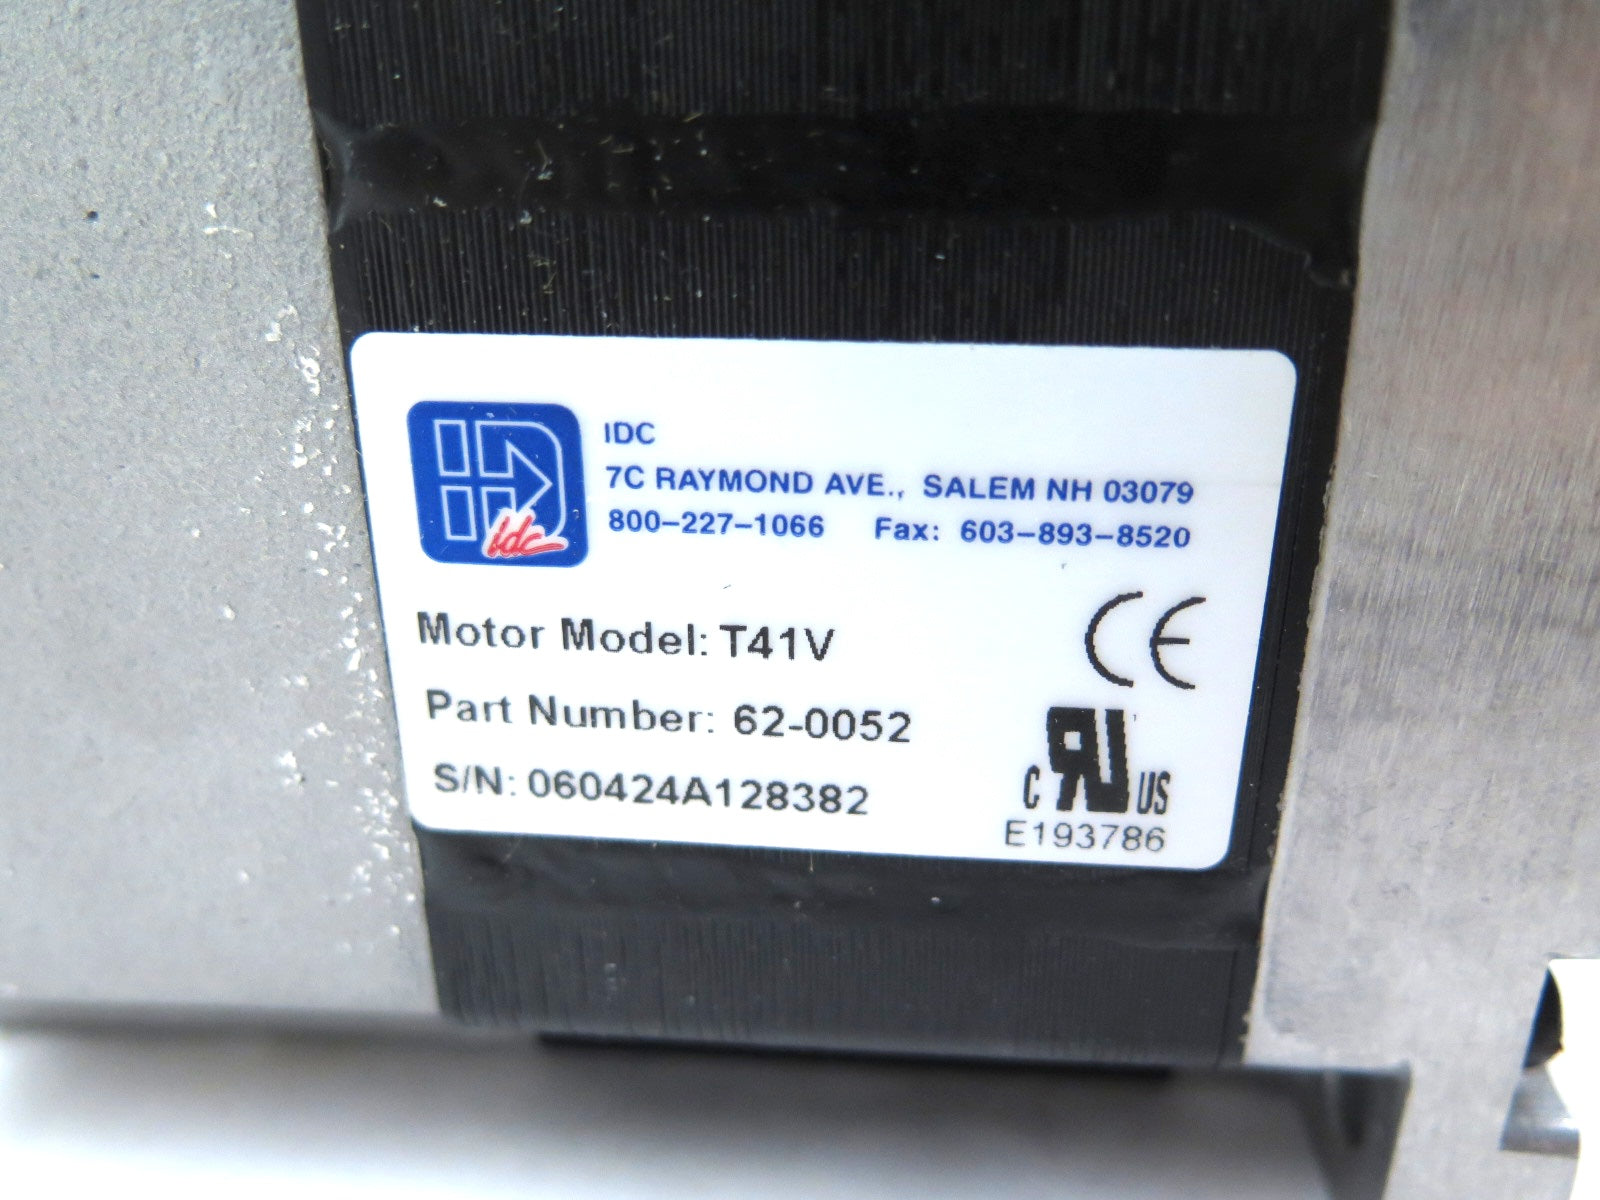 idc
IDC
7C RAYMOND AVE., SALEM NH 03079
800-227-1066 Fax: 603-893-8520
Motor Model: T41V
CE
Part Number: 62-0052
S/N: 060424A128382
C RU US
E193786